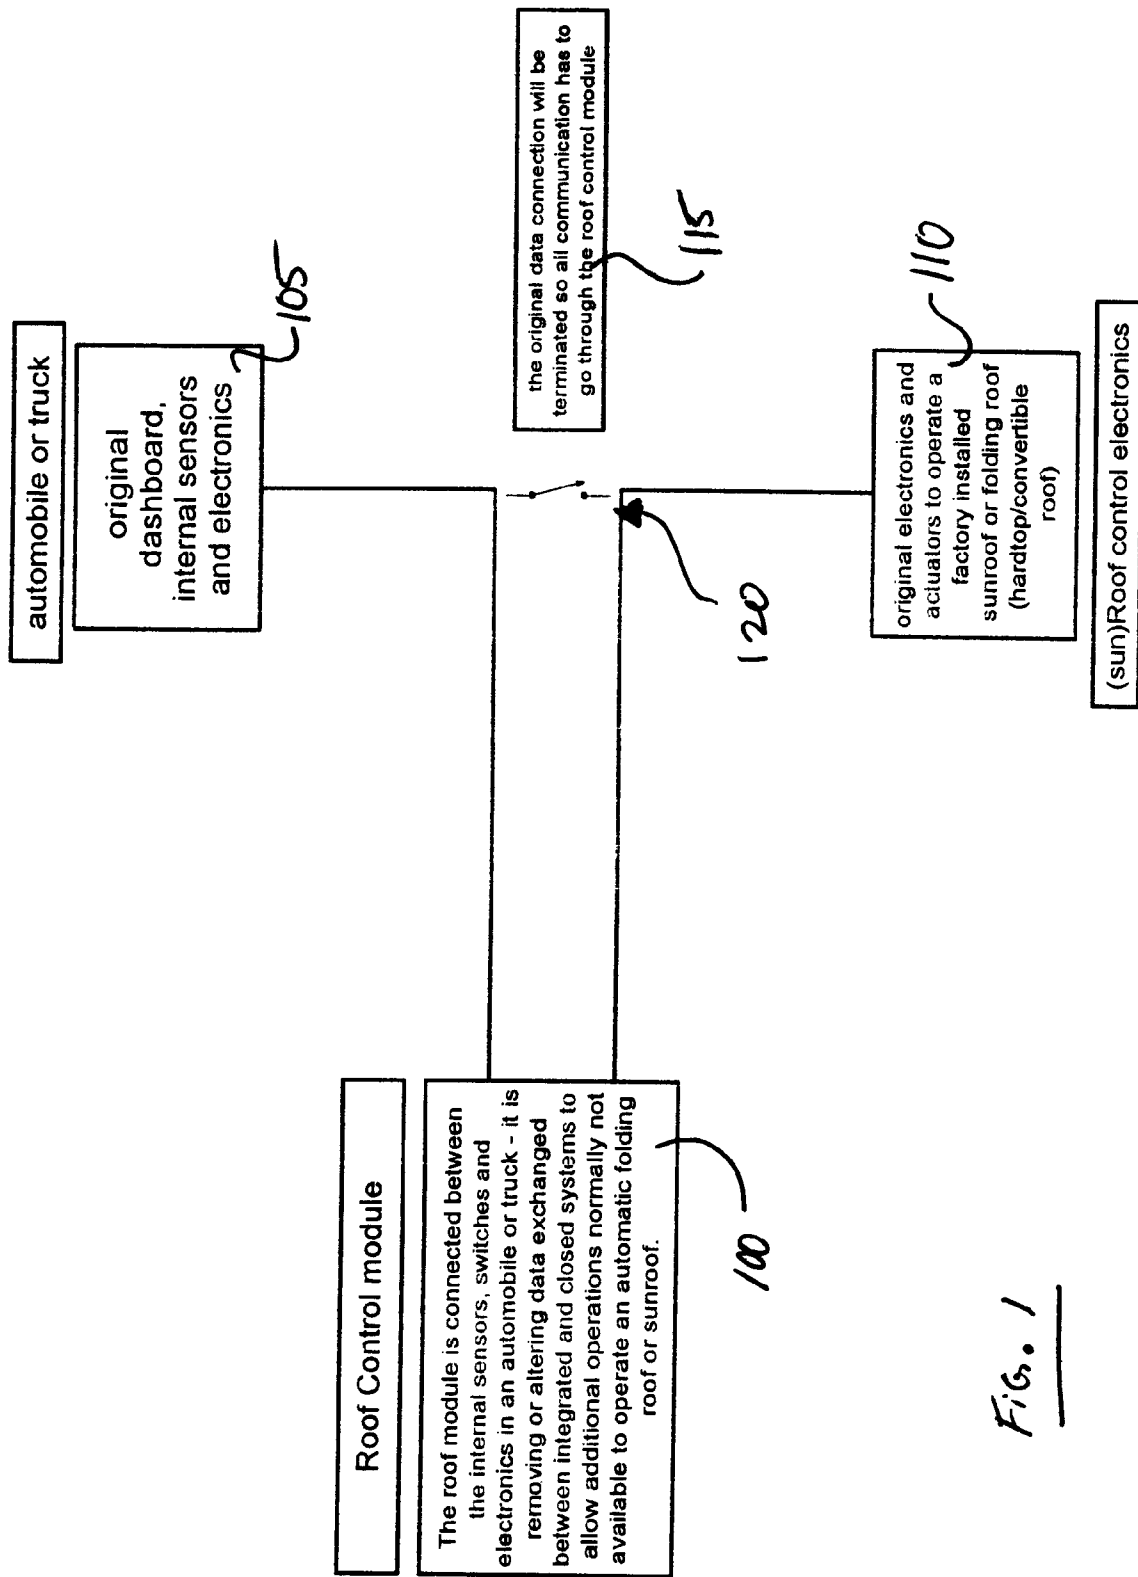 automobile or truck
original
dashboard,
internal sensors
and electronics
105
the original data connection will be
terminated so all communication has to
go through the roof control module
115
120
original electronics and
actuators to operate a
factory installed
sunroof or folding roof
(hardtop/convertible
roof)
110
(sun)Roof control electronics
Roof Control module
The roof module is connected between
the internal sensors, switches and
electronics in an automobile or truck - it is
removing or altering data exchanged
between integrated and closed systems to
allow additional operations normally not
available to operate an automatic folding
roof or sunroof.
100
FIG. 1